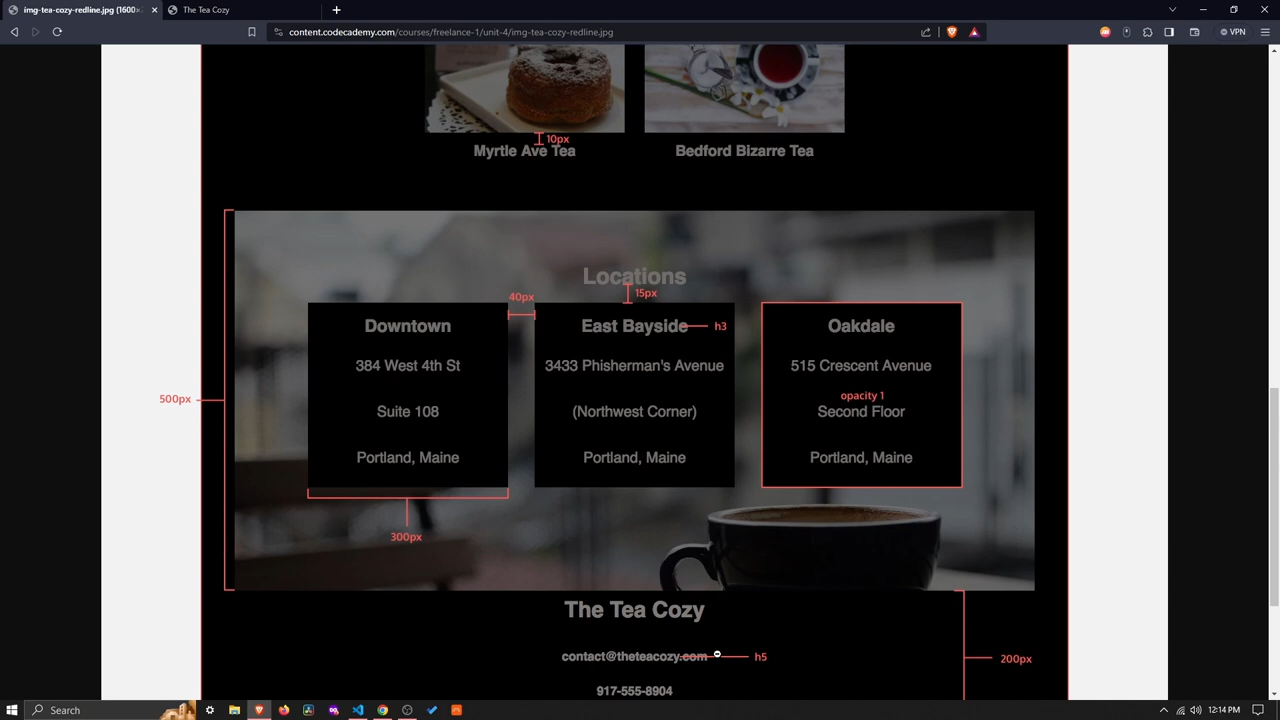 img-tea-cozy-redline.jpg (1600×
The Tea Cozy
content.codecademy.com/courses/freelance-1/unit-4/img-tea-cozy-redline.jpg
VPN
10px
Myrtle Ave Tea
Bedford Bizarre Tea
Locations
15px
40px
Downtown
384 West 4th St
Suite 108
Portland, Maine
East Bayside
h3
3433 Phisherman's Avenue
(Northwest Corner)
Portland, Maine
Oakdale
515 Crescent Avenue
opacity 1
Second Floor
Portland, Maine
500px
300px
The Tea Cozy
contact@theteacozy.com
h5
200px
917-555-8904
Search
12:14 PM